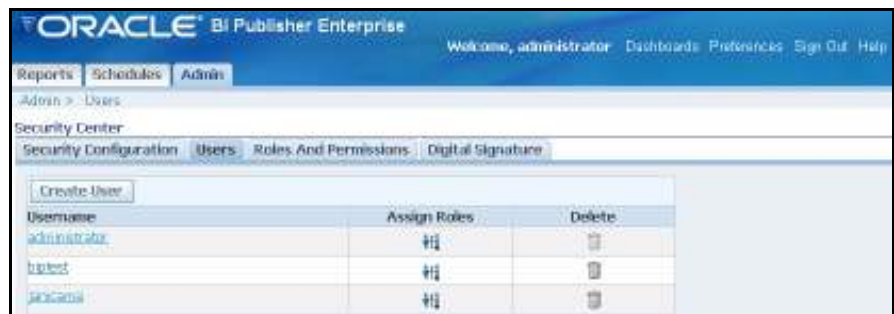 ORACLE BI Publisher Enterprise
Welcome, administrator Dashboards Preferences Sign Out Help
Reports Schedules Admin
Admin > Users
Security Center
Security Configuration Users Roles And Permissions Digital Signature
Create User
Username Assign Roles Delete
administrator
biptest